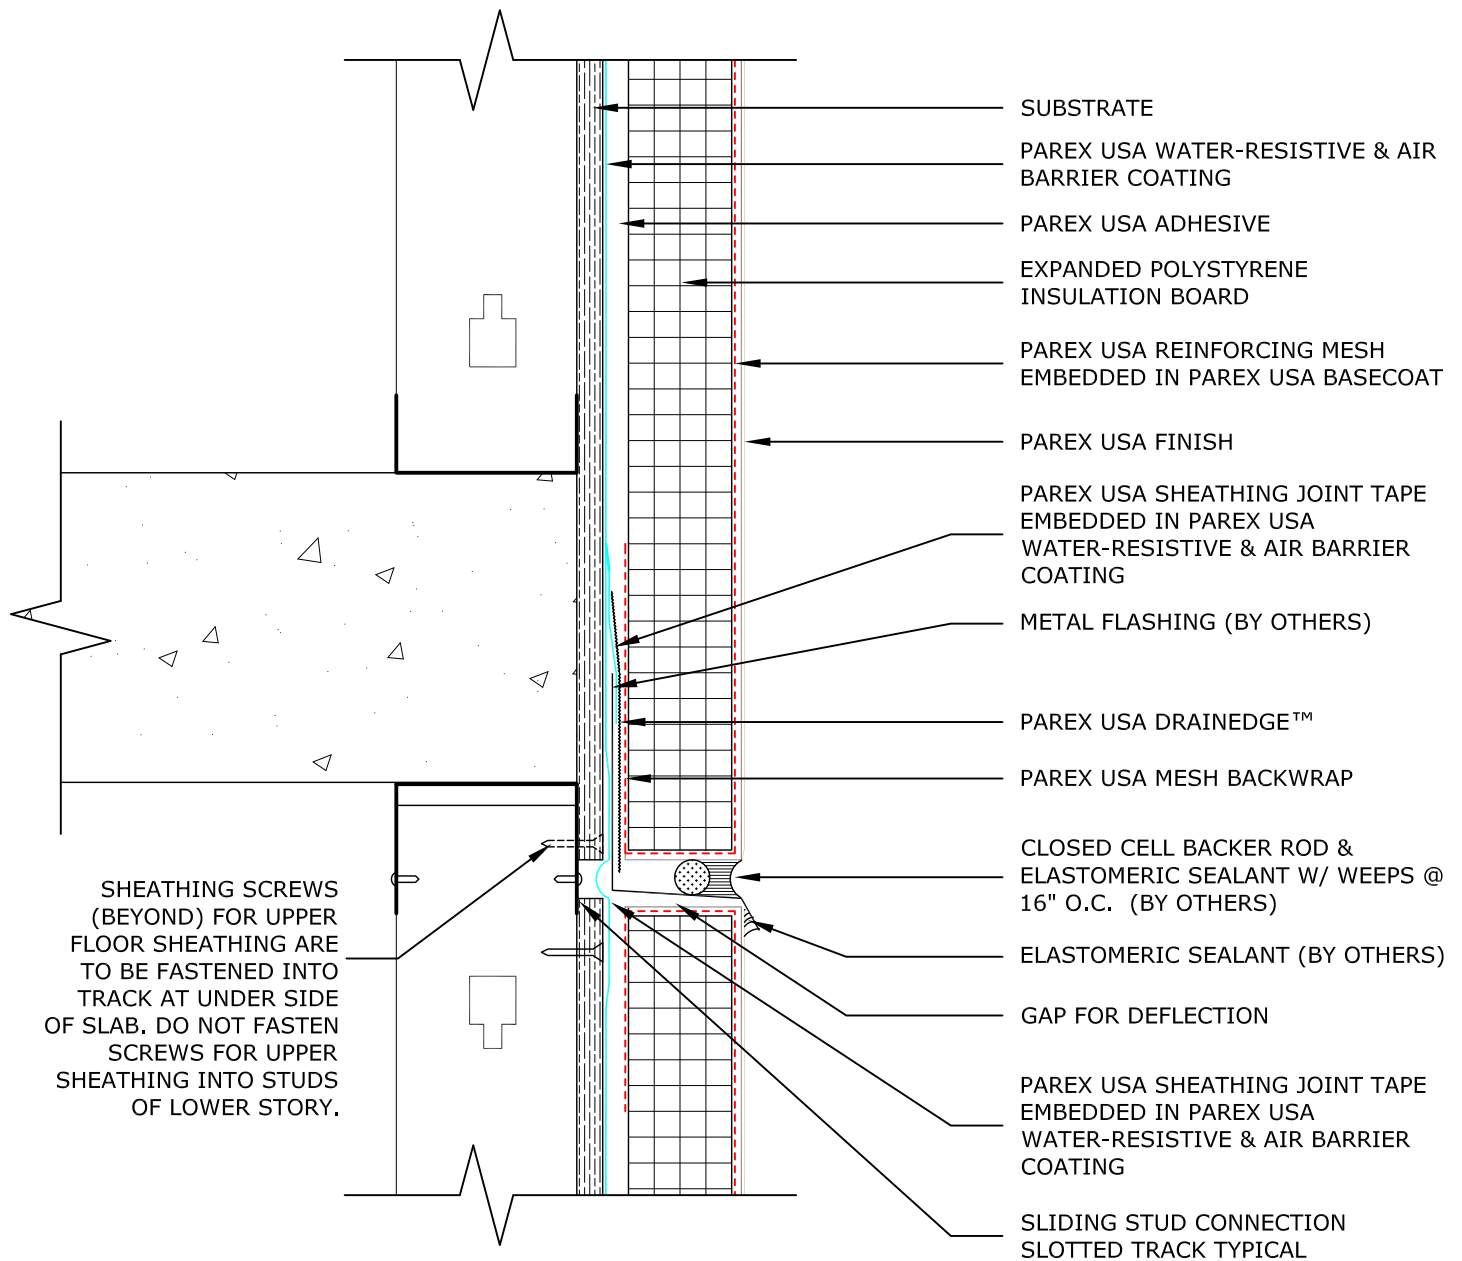 SUBSTRATE
PAREX USA WATER-RESISTIVE & AIR
BARRIER COATING
PAREX USA ADHESIVE
EXPANDED POLYSTYRENE
INSULATION BOARD
PAREX USA REINFORCING MESH
EMBEDDED IN PAREX USA BASECOAT
PAREX USA FINISH
PAREX USA SHEATHING JOINT TAPE
EMBEDDED IN PAREX USA
WATER-RESISTIVE & AIR BARRIER
COATING
METAL FLASHING (BY OTHERS)
PAREX USA DRAINEDGE™
PAREX USA MESH BACKWRAP
CLOSED CELL BACKER ROD &
ELASTOMERIC SEALANT W/ WEEPS @
16" O.C. (BY OTHERS)
ELASTOMERIC SEALANT (BY OTHERS)
GAP FOR DEFLECTION
PAREX USA SHEATHING JOINT TAPE
EMBEDDED IN PAREX USA
WATER-RESISTIVE & AIR BARRIER
COATING
SLIDING STUD CONNECTION
SLOTTED TRACK TYPICAL
SHEATHING SCREWS
(BEYOND) FOR UPPER
FLOOR SHEATHING ARE
TO BE FASTENED INTO
TRACK AT UNDER SIDE
OF SLAB. DO NOT FASTEN
SCREWS FOR UPPER
SHEATHING INTO STUDS
OF LOWER STORY.